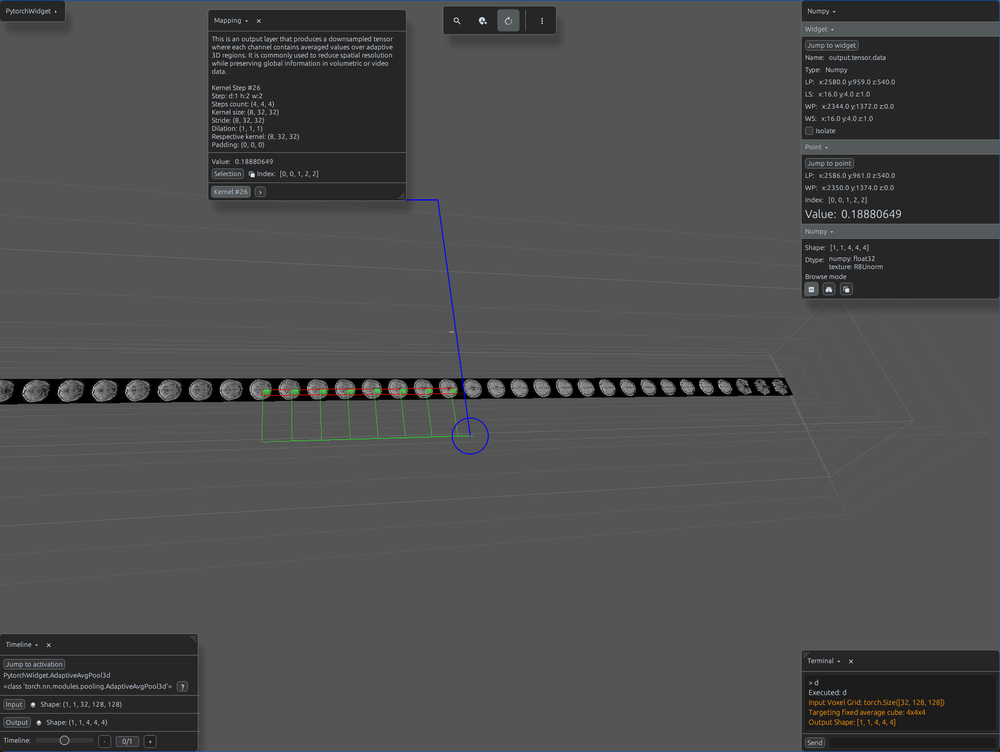 PytorchWidget
Mapping
This is an output layer that produces a downsampled tensor
where each channel contains averaged values over adaptive
3D regions. It is commonly used to reduce spatial resolution
while preserving global information in volumetric or video
data.
Kernel Step #26
Step: d:1 h:2 w:2
Steps count: (4, 4, 4)
Kernel size: (8, 32, 32)
Stride: (8, 32, 32)
Dilation: (1, 1, 1)
Respective kernel: (8, 32, 32)
Padding: (0, 0, 0)
Value: 0.18880649
Selection Index: [0, 0, 1, 2, 2]
Kernel #26 >
Numpy
Widget
Jump to widget
Name: output.tensor.data
Type: Numpy
LP: x:2580.0 y:959.0 z:540.0
LS: x:16.0 y:4.0 z:1.0
WP: x:2344.0 y:1372.0 z:0.0
WS: x:16.0 y:4.0 z:1.0
Isolate
Point
Jump to point
LP: x:2586.0 y:961.0 z:540.0
WP: x:2350.0 y:1374.0 z:0.0
Index: [0, 0, 1, 2, 2]
Value: 0.18880649
Numpy
Shape: [1, 1, 4, 4, 4]
Dtype: numpy: float32
texture: R8Unorm
Browse mode
Timeline
Jump to activation
PytorchWidget.AdaptiveAvgPool3d
<class 'torch.nn.modules.pooling.AdaptiveAvgPool3d'> ?
Input Shape: (1, 1, 32, 128, 128)
Output Shape: (1, 1, 4, 4, 4)
Timeline: - 0/1 +
Terminal
> d
Executed: d
Input Voxel Grid: torch.Size([32, 128, 128])
Targeting fixed average cube: 4x4x4
Output Shape: [1, 1, 4, 4, 4]
Send